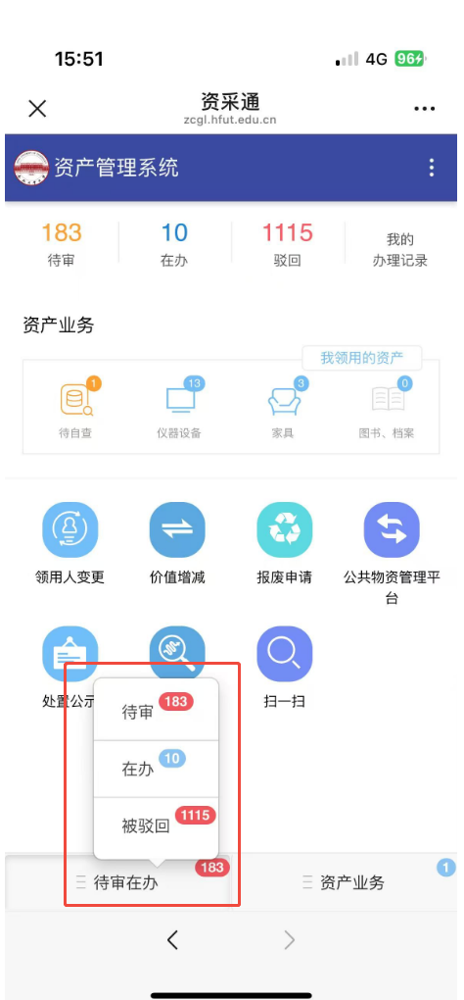 15:51
4G 96
资采通
zcgl.hfut.edu.cn
资产管理系统
183
10
1115
我的
待审
在办
驳回
办理记录
资产业务
我领用的资产
1
13
3
0
待自查
仪器设备
家具
图书、档案
领用人变更
价值增减
报废申请
公共物资管理平
台
处置公示
扫一扫
待审 183
在办 10
被驳回 1115
待审在办 183
资产业务 1